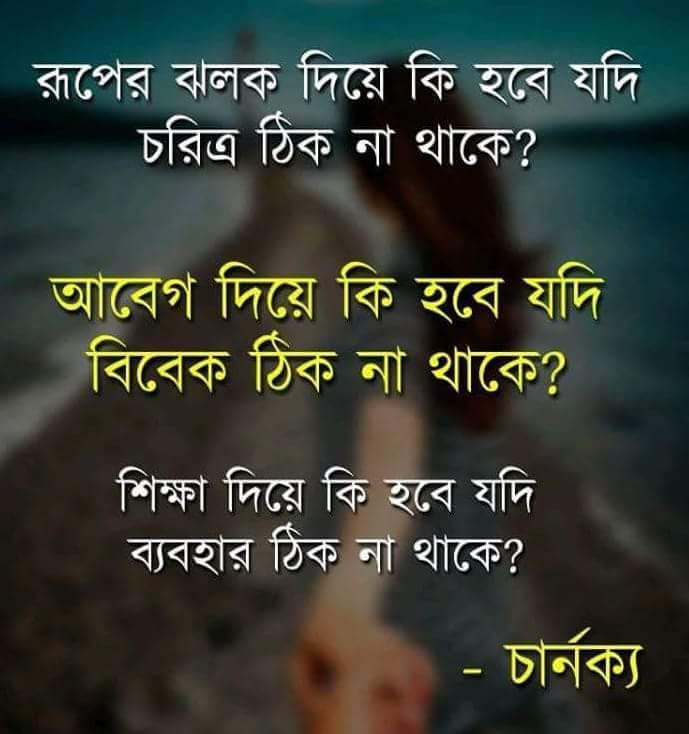 রূপের ঝলক দিয়ে কি হবে যদি
চরিত্র ঠিক না থাকে?
আবেগ দিয়ে কি হবে যদি
বিবেক ঠিক না থাকে?
শিক্ষা দিয়ে কি হবে যদি
ব্যবহার ঠিক না থাকে?
- চার্নক্য